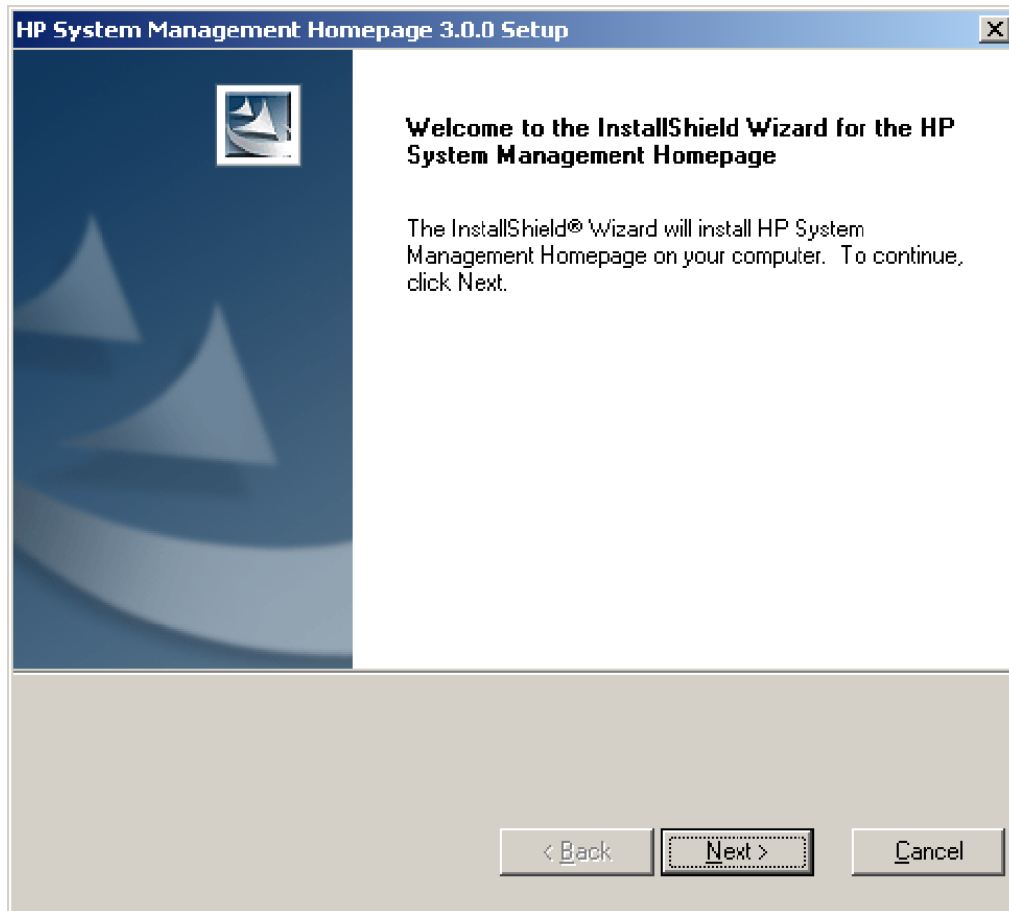 HP System Management Homepage 3.0.0 Setup
Welcome to the InstallShield Wizard for the HP
System Management Homepage
The InstallShield® Wizard will install HP System
Management Homepage on your computer. To continue,
click Next.
< Back
Next >
Cancel